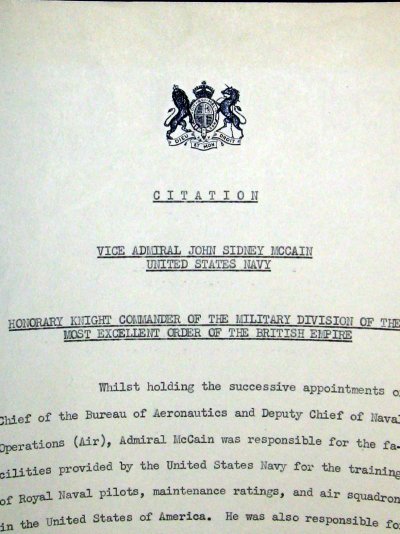 DIEU ET MON DROIT
CITATION
VICE ADMIRAL JOHN SIDNEY MCCAIN
UNITED STATES NAVY
HONORARY KNIGHT COMMANDER OF THE MILITARY DIVISION OF THE
MOST EXCELLENT ORDER OF THE BRITISH EMPIRE
Whilst holding the successive appointments o
Chief of the Bureau of Aeronautics and Deputy Chief of Naval
Operations (Air), Admiral McCain was responsible for the fa-
cilities provided by the United States Navy for the training
of Royal Naval pilots, maintenance ratings, and air squadron
in the United States of America. He was also responsible fo